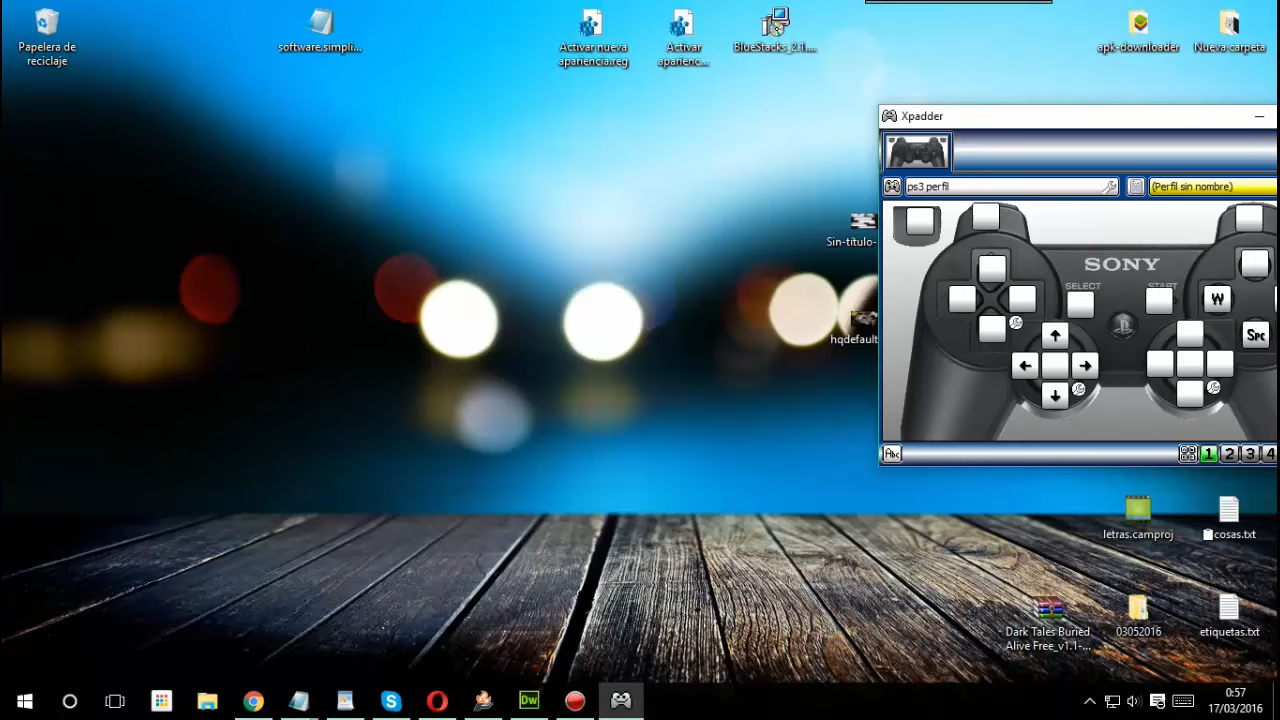 Papelera de
reciclaje
software.simpli...
Activar nueva
apariencia.reg
Activar
aparienc...
BlueStacks_2.1....
apk-downloader
Nueva carpeta
Xpadder
ps3 perfil
(Perfil sin nombre)
Sin-título-
hqdefault
SONY
SELECT
START
W
Spc
Abc
1
2
3
4
letras.camproj
cosas.txt
Dark Tales Buried
Alive Free_v1.1-...
03052016
etiquetas.txt
Dw
0:57
17/03/2016